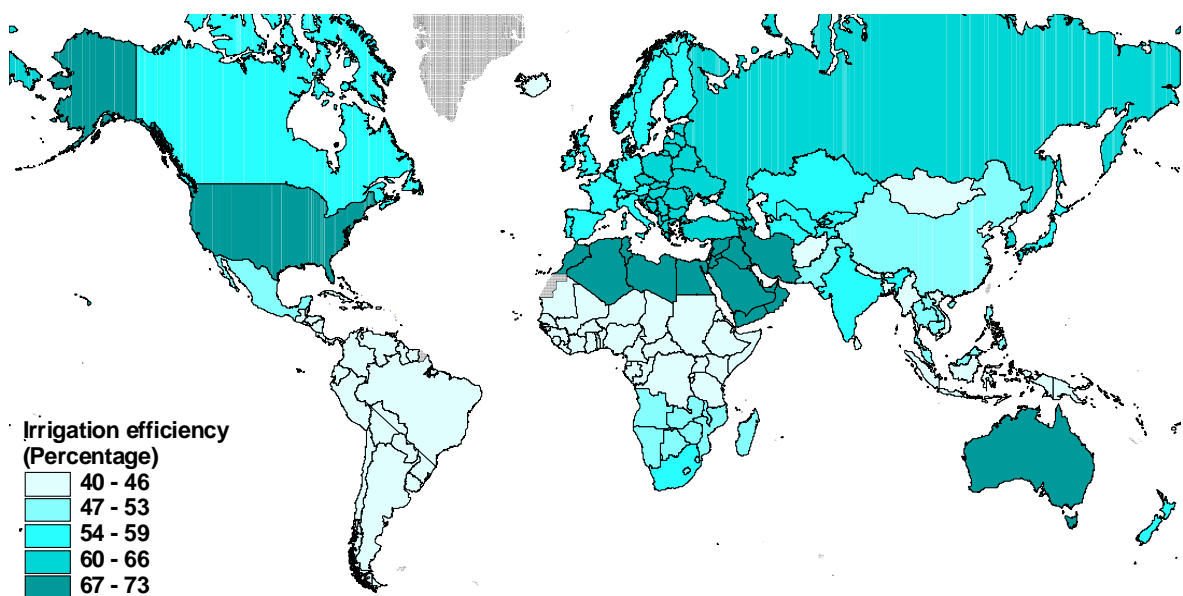 Irrigation efficiency
(Percentage)
40 - 46
47 - 53
54 - 59
60 - 66
67 - 73